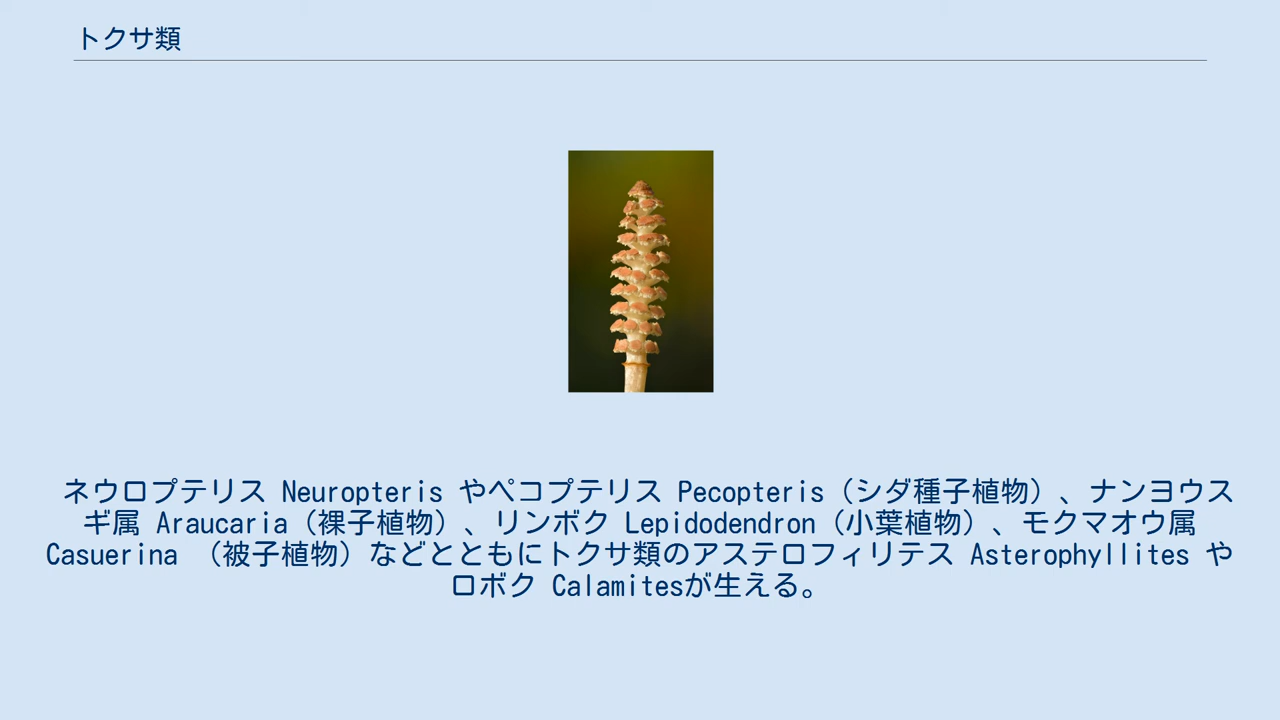 トクサ類
ネウロプテリス Neuropteris やペコプテリス Pecopteris（シダ種子植物）、ナンヨウス
ギ属 Araucaria（裸子植物）、リンボク Lepidodendron（小葉植物）、モクマオウ属
Casuerina （被子植物）などとともにトクサ類のアステロフィリテス Asterophyllites や
ロボク Calamitesが生える。